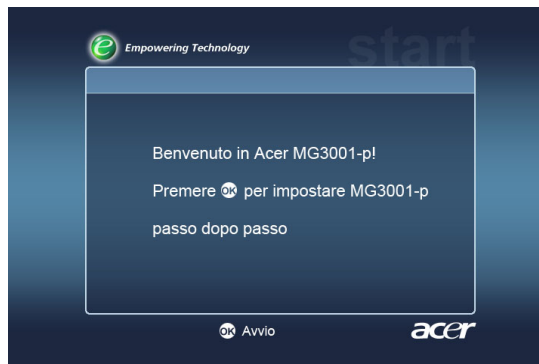 Empowering Technology
start
Benvenuto in Acer MG3001-p!
Premere OK per impostare MG3001-p
passo dopo passo
OK Avvio
acer